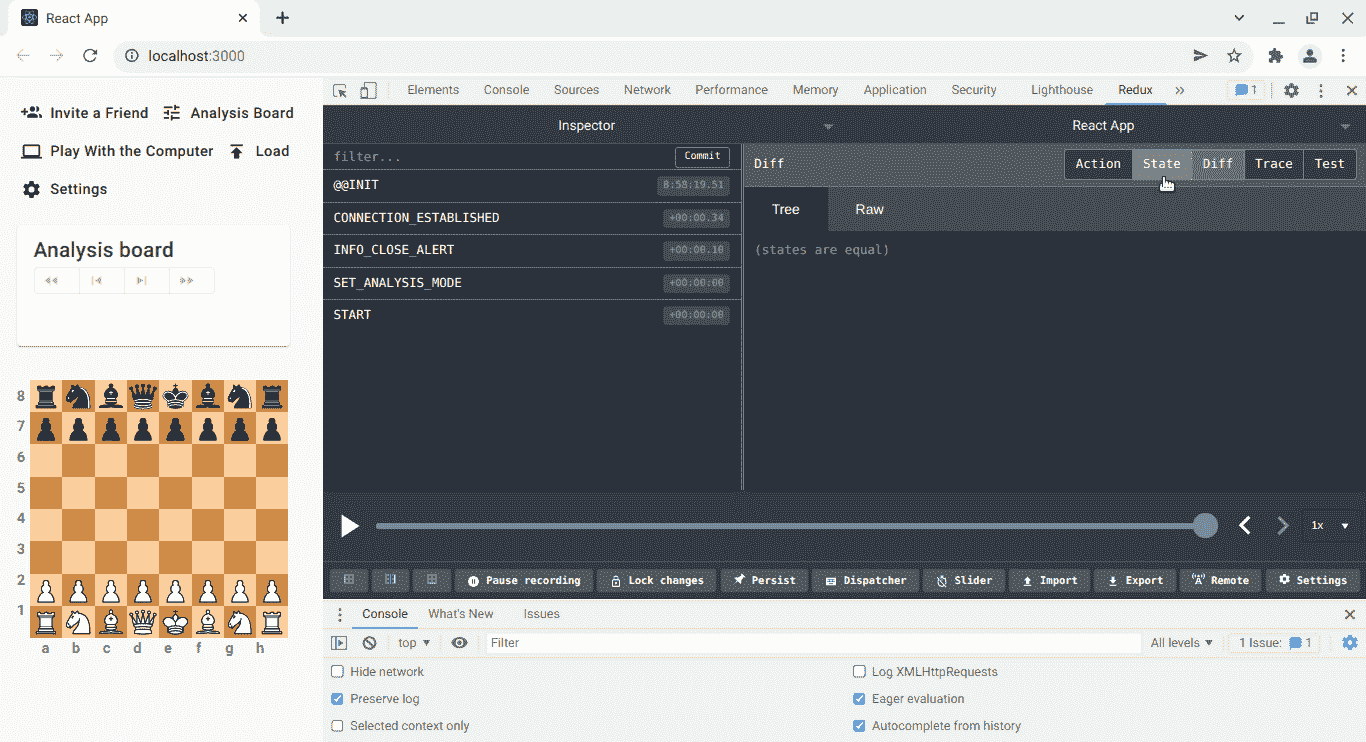 React App
localhost:3000
Invite a Friend Analysis Board
Play With the Computer Load
Settings
Analysis board
8
7
6
5
4
3
2
1
a b c d e f g h
Elements Console Sources Network Performance Memory Application Security Lighthouse Redux 1
Inspector React App
filter... Commit
@@INIT 8:58:19.51
CONNECTION_ESTABLISHED +00:00.34
INFO_CLOSE_ALERT +00:00.10
SET_ANALYSIS_MODE +00:00:00
START +00:00:00
Diff Action State Diff Trace Test
Tree Raw
(states are equal)
1x
Pause recording Lock changes Persist Dispatcher Slider Import Export Remote Settings
Console What's New Issues
top Filter All levels 1 Issue: 1
Hide network Log XMLHttpRequests
Preserve log Eager evaluation
Selected context only Autocomplete from history